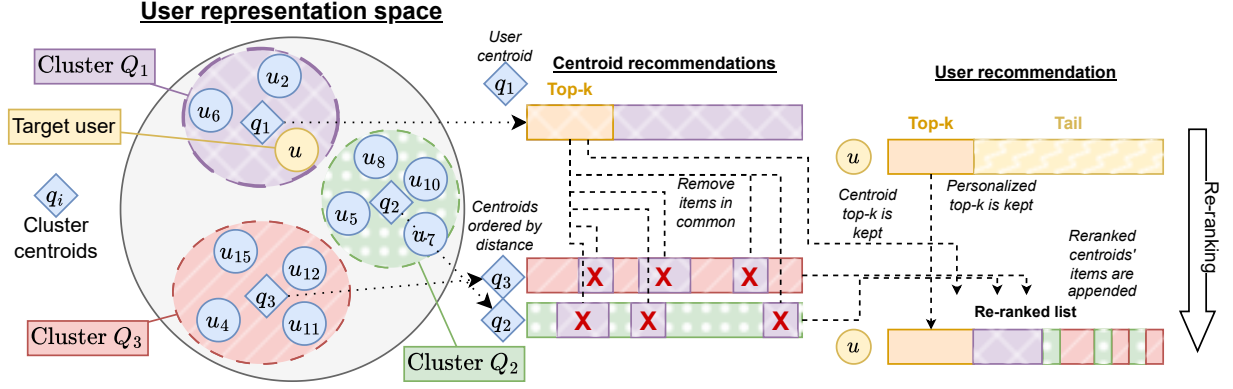 User representation space
Cluster Q1
u2
u6
q1
Target user
u
u8
u10
q2
u5
u7
qi
Cluster
centroids
u15
u12
q3
u4
u11
Cluster Q3
Cluster Q2
User
centroid
q1
Centroid recommendations
Top-k
Remove
items in
common
Centroids
ordered by
distance
q3
X X X
q2
X X X
User recommendation
Top-k
Tail
u
Centroid
top-k is
kept
Personalized
top-k is kept
Reranked
centroids'
items are
appended
Re-ranked list
u
Re-ranking